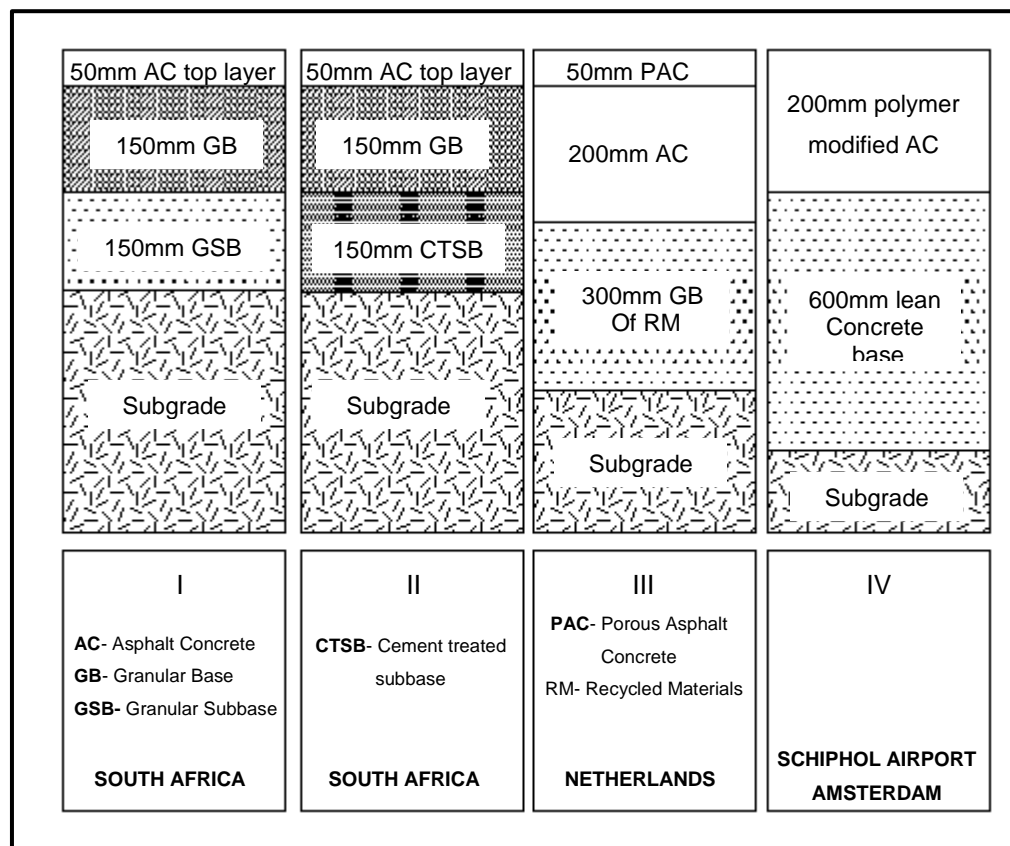 50mm AC top layer
150mm GB
150mm GSB
Subgrade
50mm AC top layer
150mm GB
150mm CTSB
Subgrade
50mm PAC
200mm AC
300mm GB
Of RM
Subgrade
200mm polymer
modified AC
600mm lean
Concrete
base
Subgrade
I
AC- Asphalt Concrete
GB- Granular Base
GSB- Granular Subbase
SOUTH AFRICA
II
CTSB- Cement treated
subbase
SOUTH AFRICA
III
PAC- Porous Asphalt
Concrete
RM- Recycled Materials
NETHERLANDS
IV
SCHIPHOL AIRPORT
AMSTERDAM